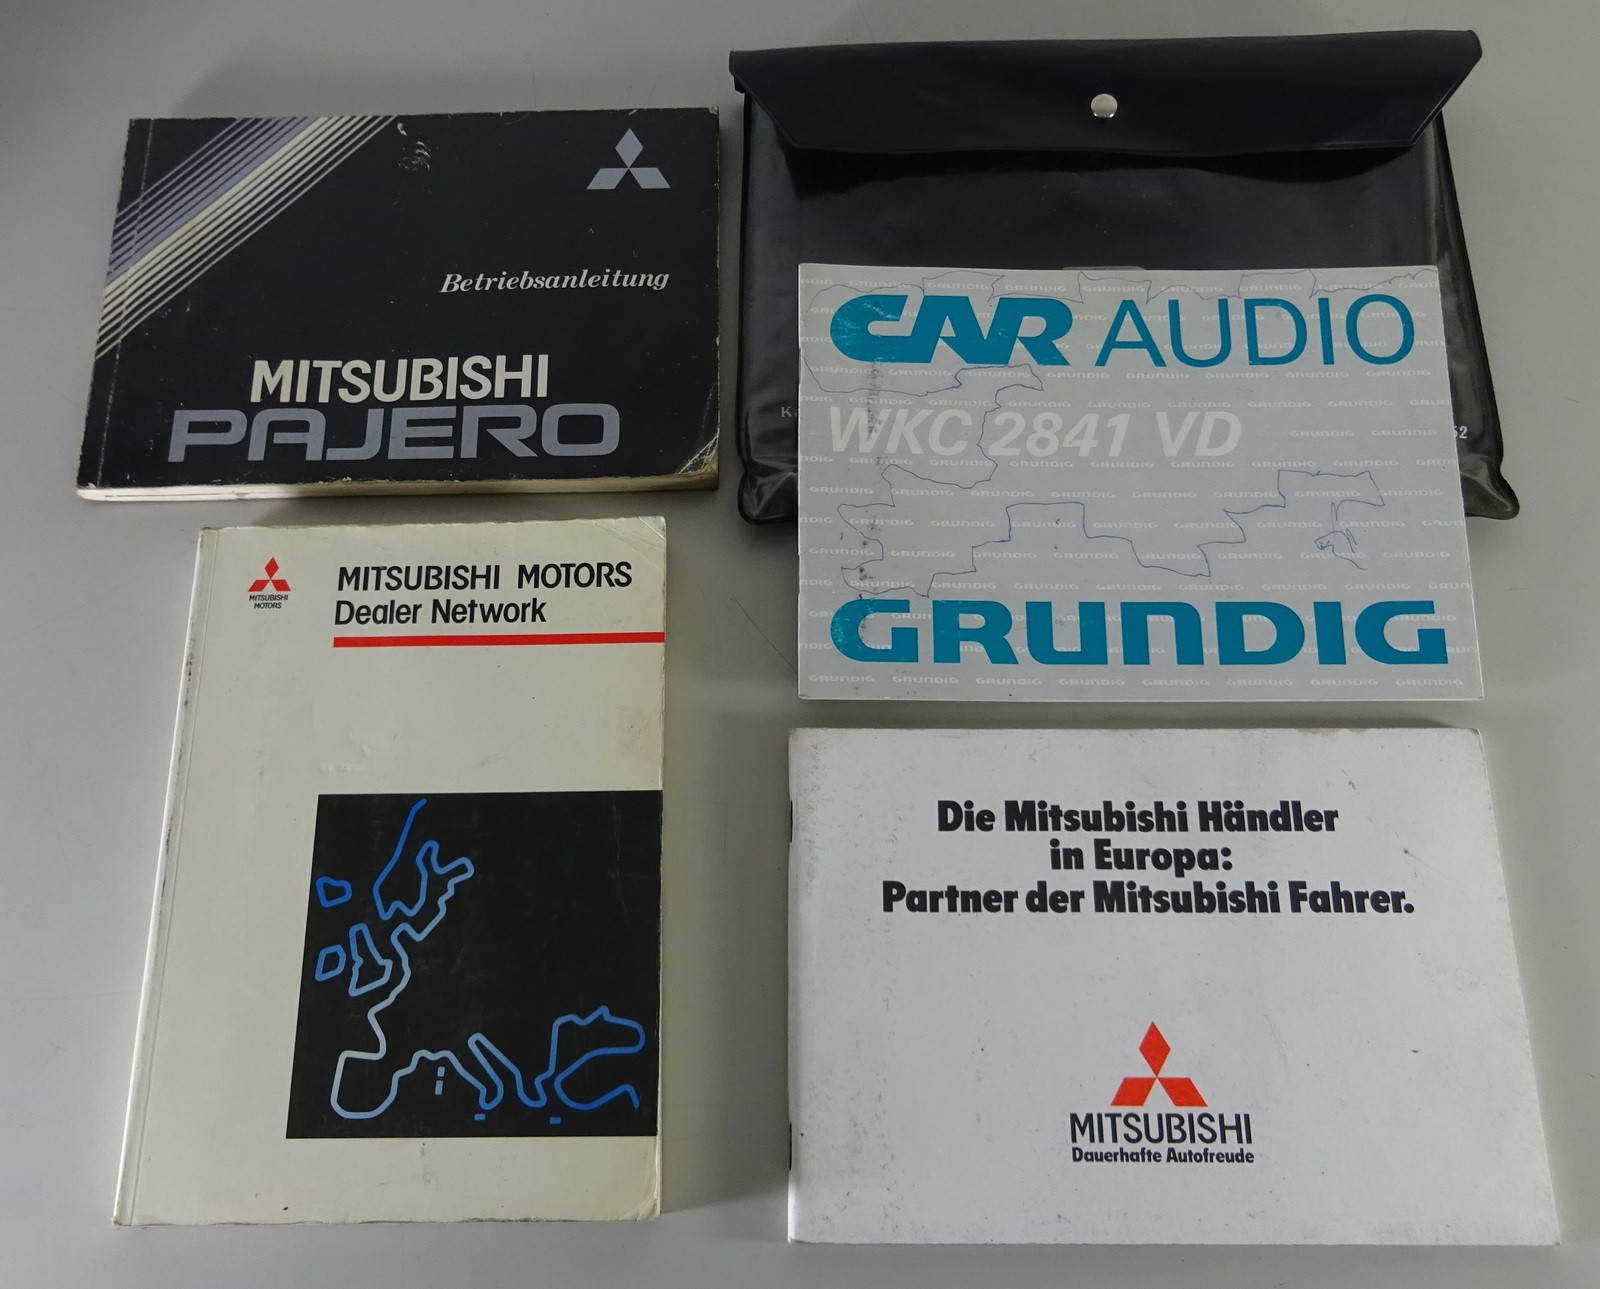 Betriebsanleitung
MITSUBISHI
PAJERO
CAR AUDIO
WKC 2841 VD
GRUNDIG
MITSUBISHI
MOTORS
MITSUBISHI MOTORS
Dealer Network
Die Mitsubishi Händler
in Europa:
Partner der Mitsubishi Fahrer.
MITSUBISHI
Dauerhafte Autofreude